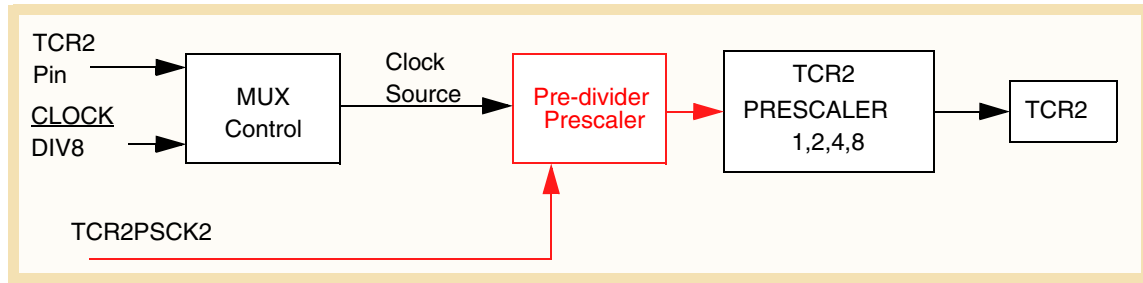 TCR2
Pin
CLOCK
DIV8
MUX
Control
Clock
Source
Pre-divider
Prescaler
TCR2
PRESCALER
1,2,4,8
TCR2
TCR2PSCK2